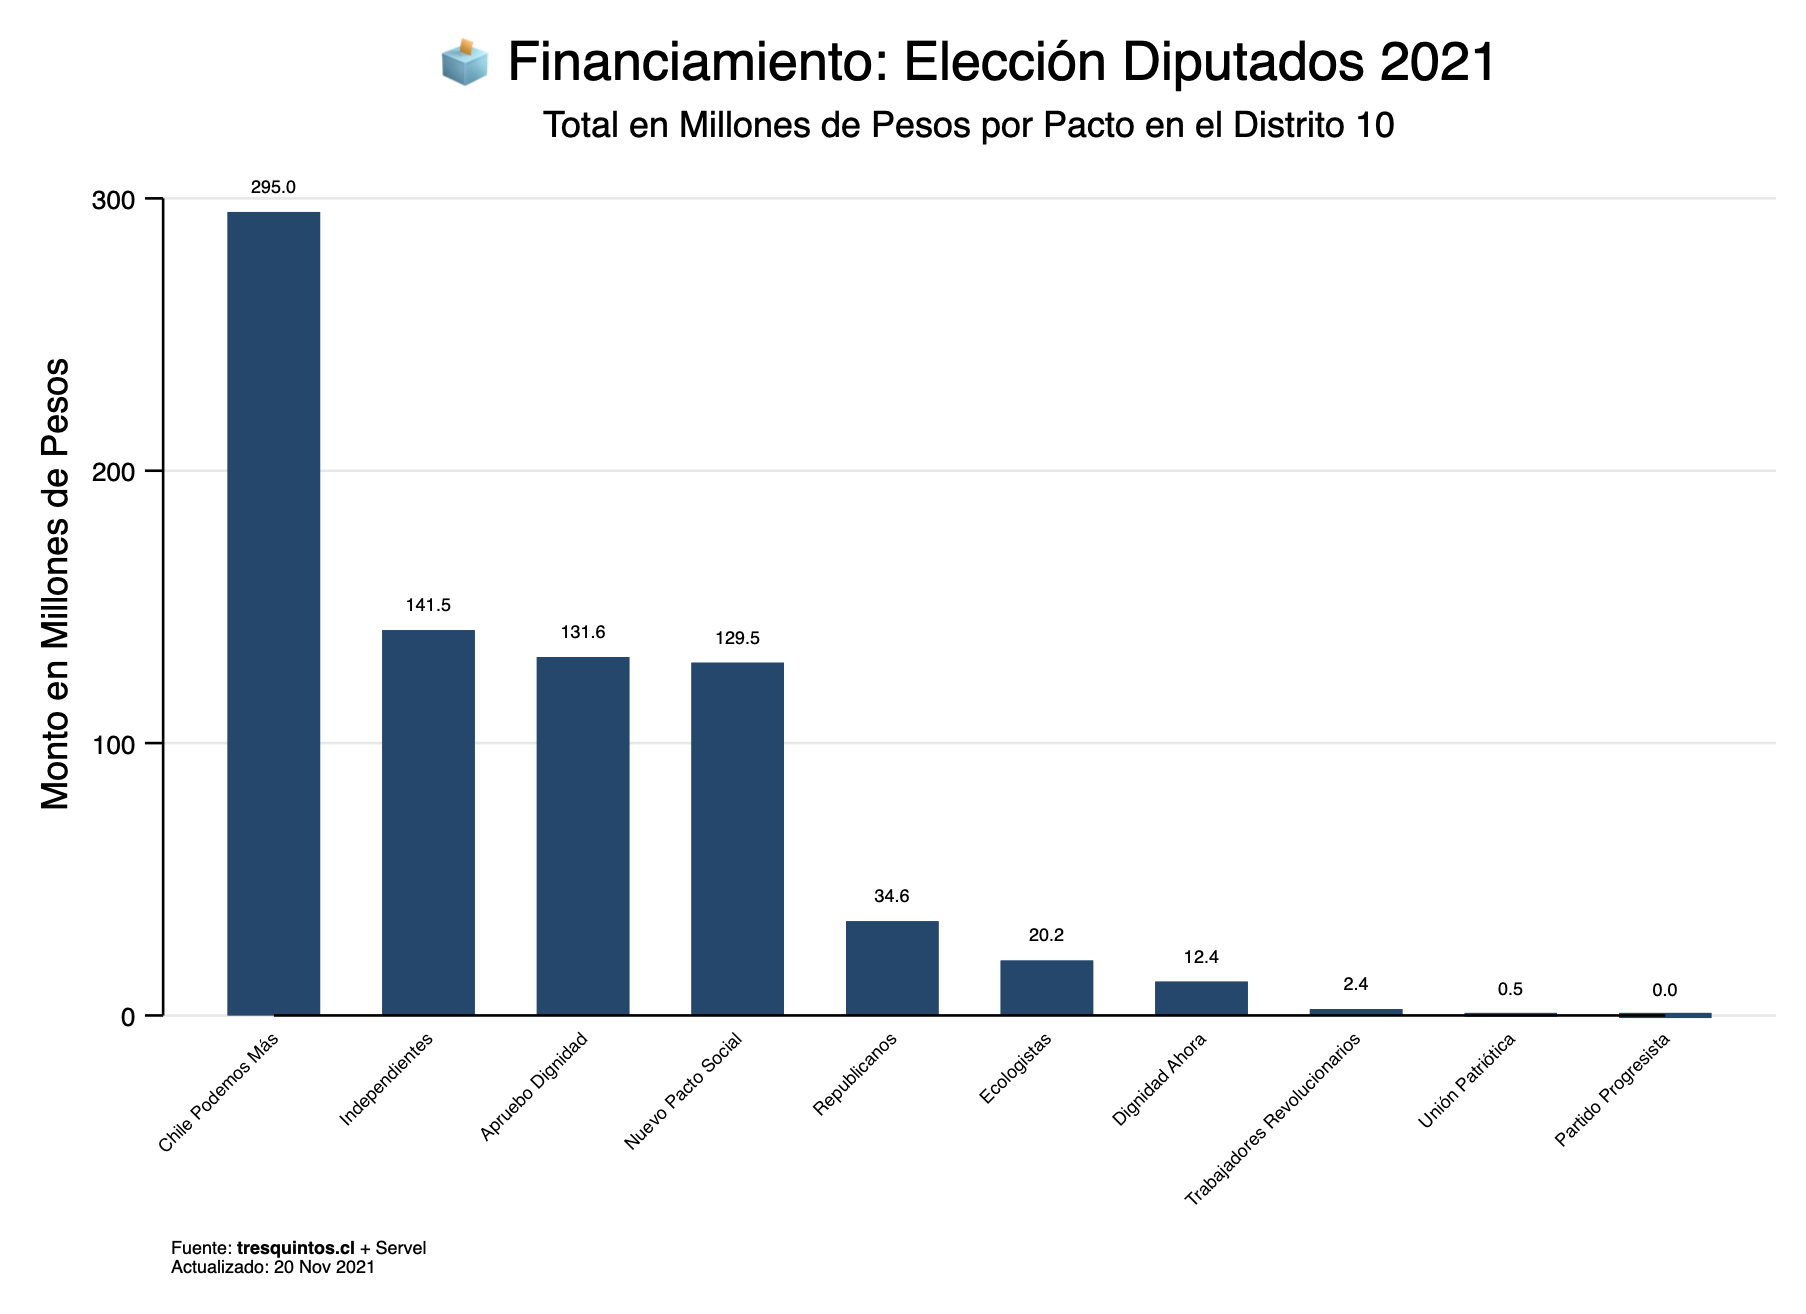 Financiamiento: Elección Diputados 2021
Total en Millones de Pesos por Pacto en el Distrito 10
Monto en Millones de Pesos
300
200
100
0
295.0
141.5
131.6
129.5
34.6
20.2
12.4
2.4
0.5
0.0
Chile Podemos Más
Independientes
Apruebo Dignidad
Nuevo Pacto Social
Republicanos
Ecologistas
Dignidad Ahora
Trabajadores Revolucionarios
Unión Patriótica
Partido Progresista
Fuente: tresquintos.cl + Servel
Actualizado: 20 Nov 2021